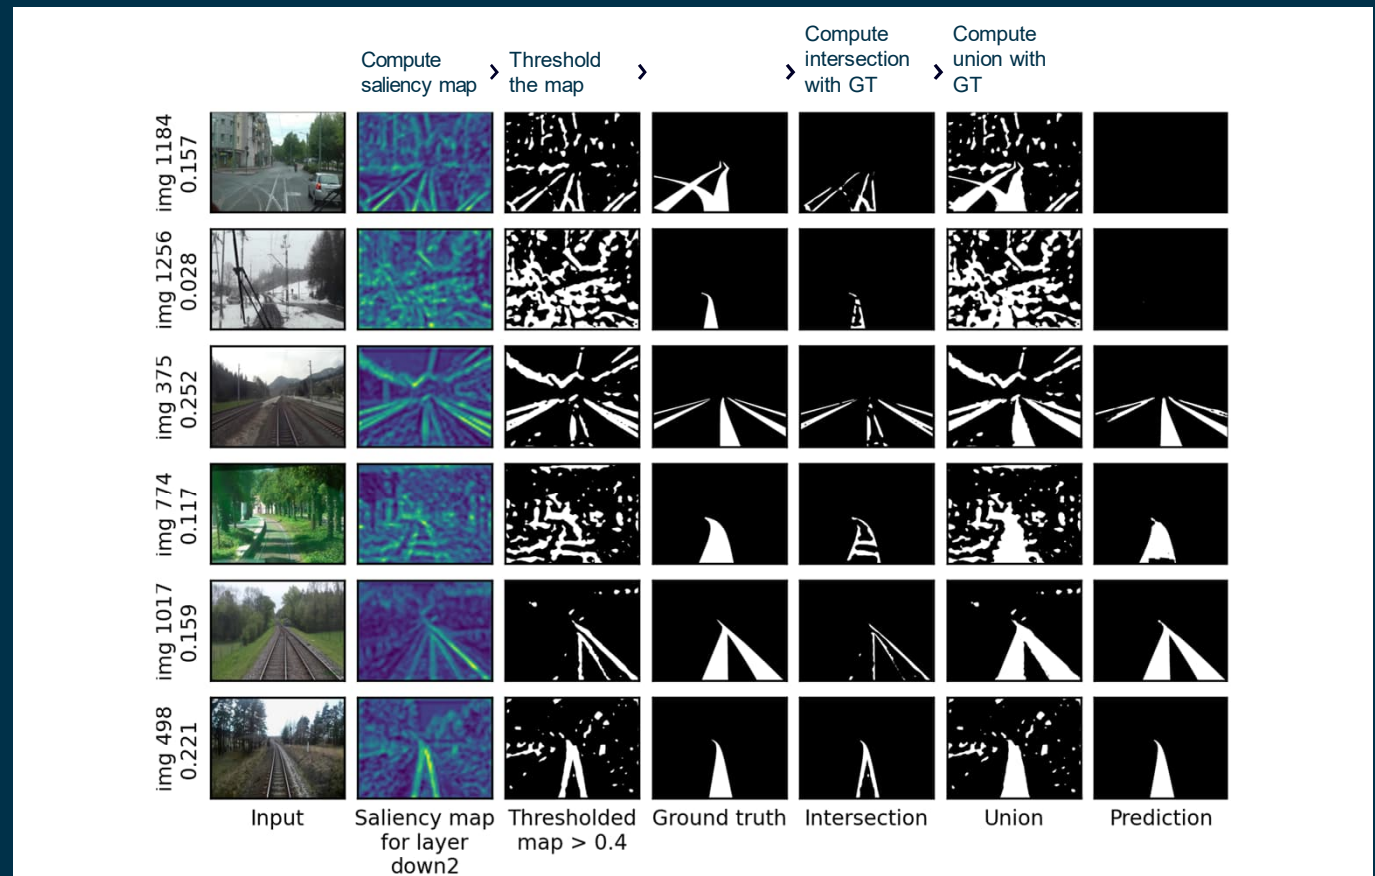 Compute
saliency map
Threshold
the map
Compute
intersection
with GT
Compute
union with
GT
img 1184
0.157
img 1256
0.028
img 375
0.252
img 774
0.117
img 1017
0.159
img 498
0.221
Input
Saliency map
for layer
down2
Thresholded
map > 0.4
Ground truth
Intersection
Union
Prediction